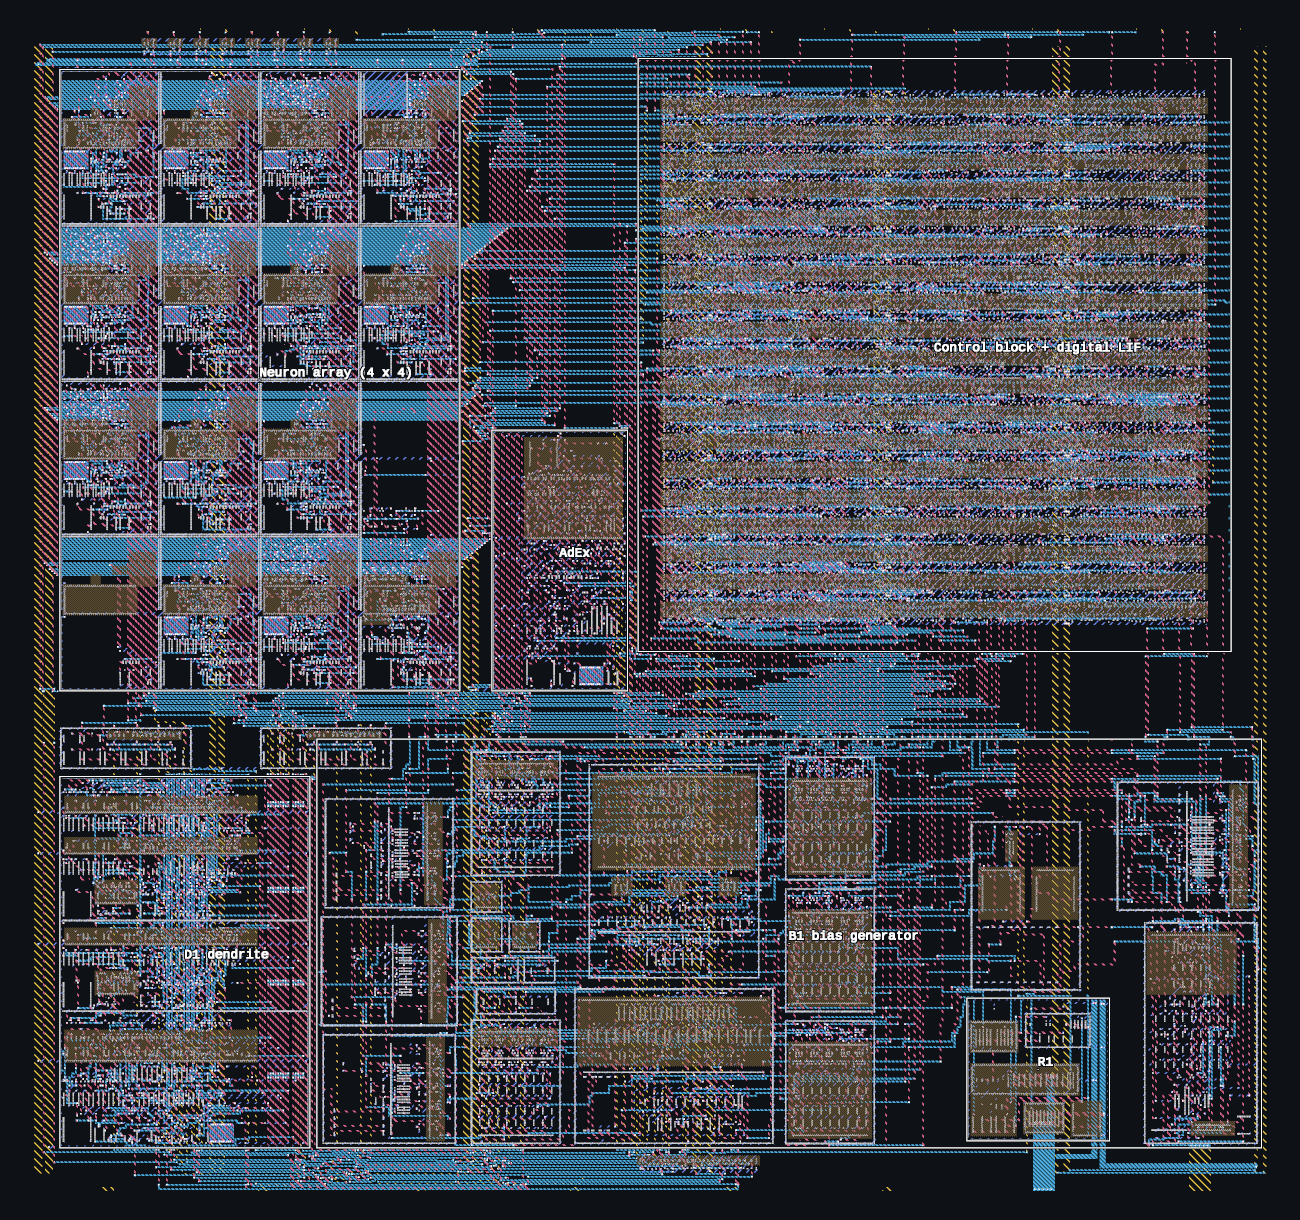 Control block + digital LIF
Neuron array (4 x 4)
AdEx
B1 bias generator
D1 dendrite
R1